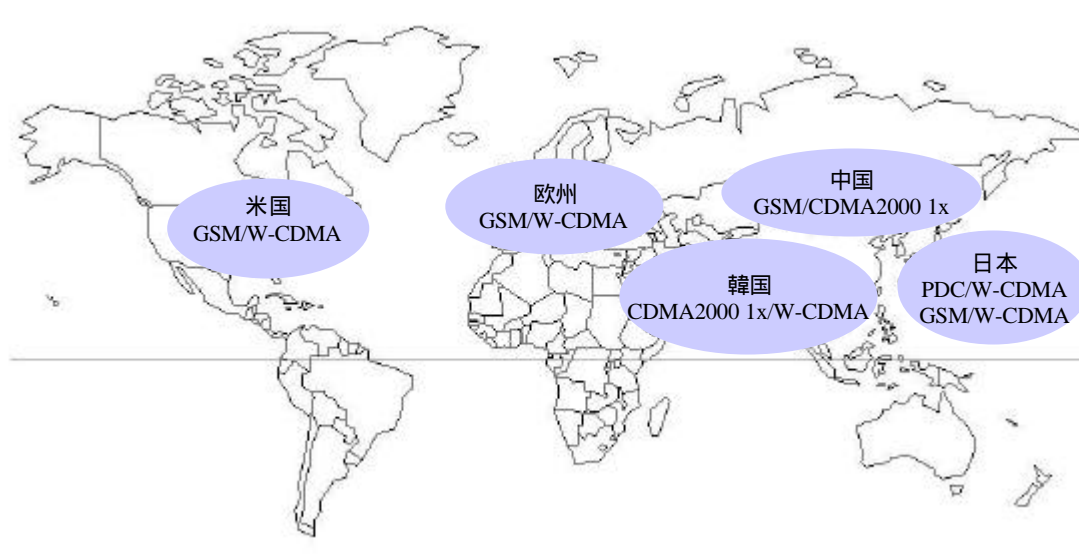 米国
GSM/W-CDMA
欧州
GSM/W-CDMA
中国
GSM/CDMA2000 1x
韓国
CDMA2000 1x/W-CDMA
日本
PDC/W-CDMA
GSM/W-CDMA